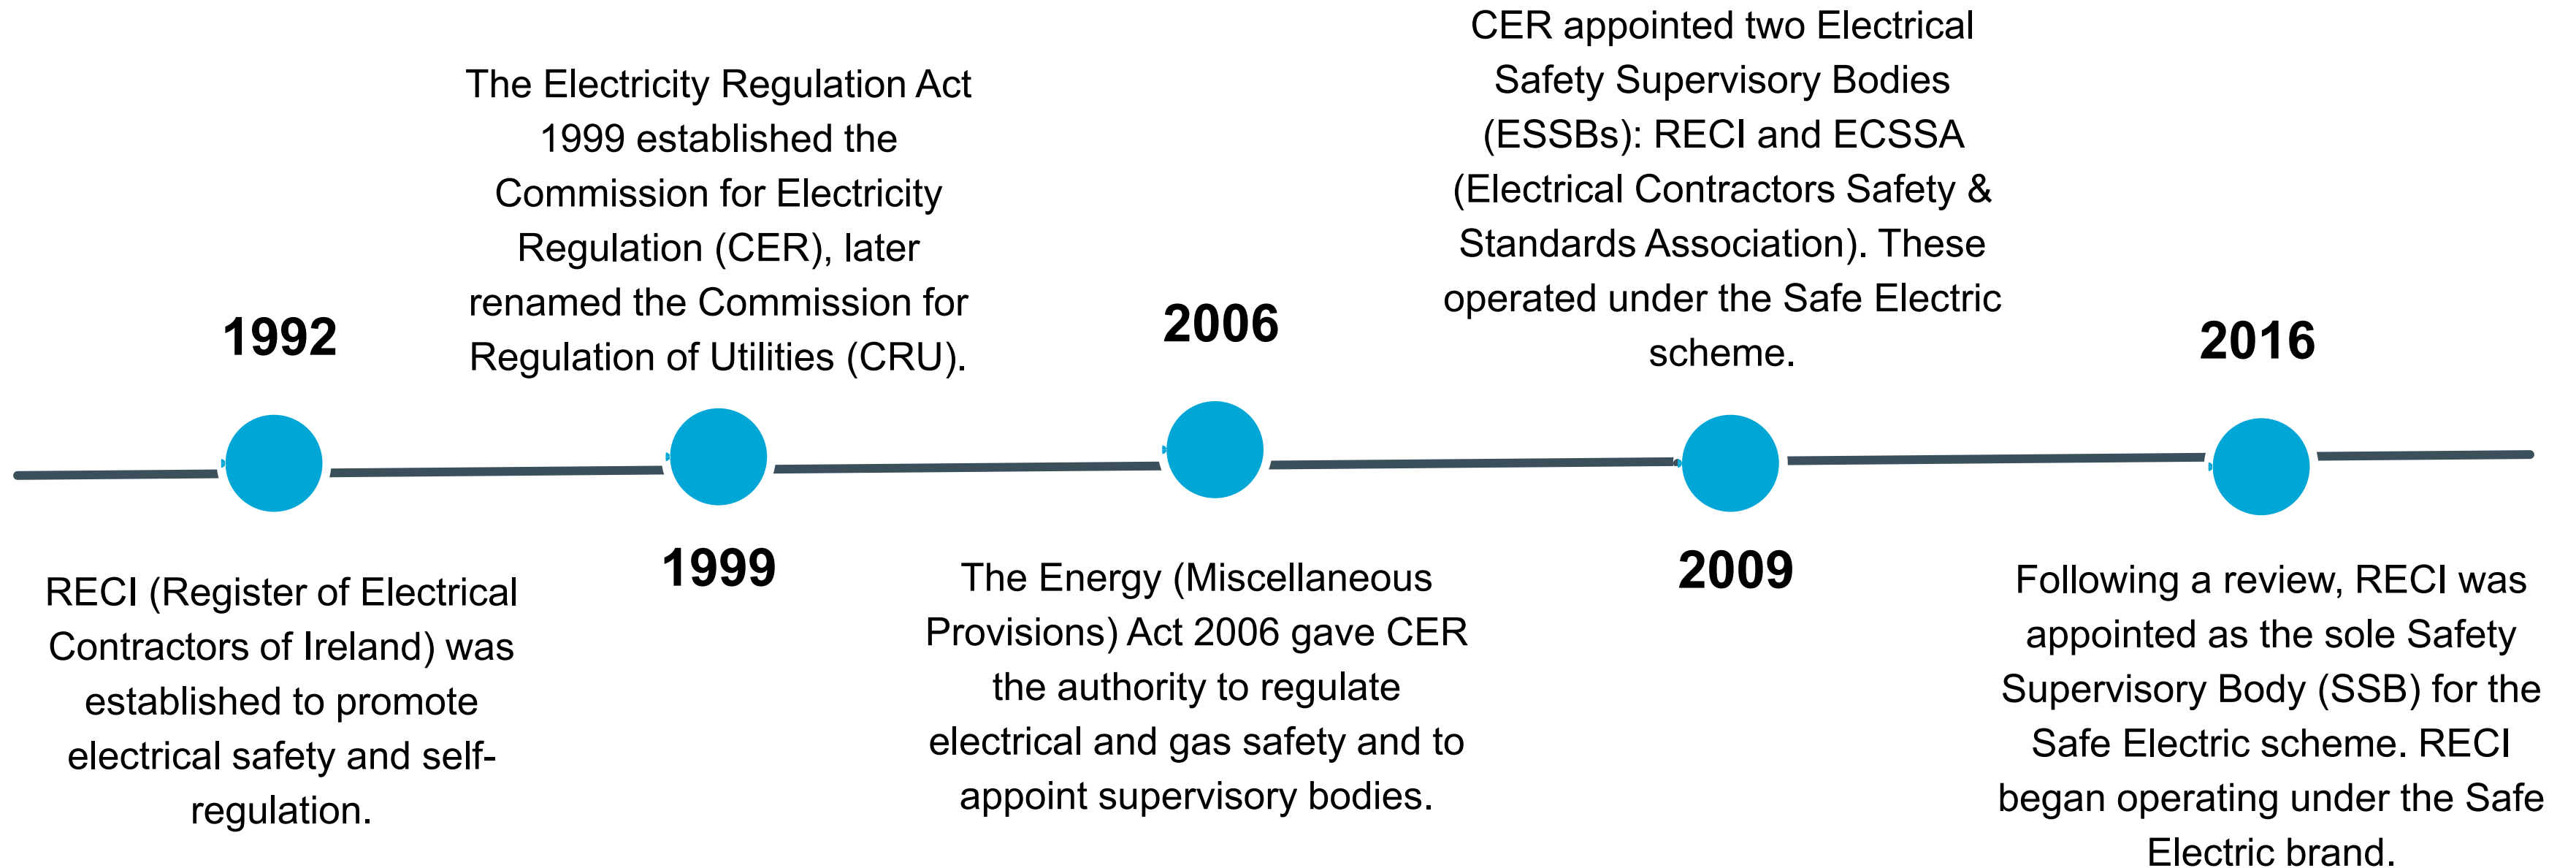 1992
RECI (Register of Electrical
Contractors of Ireland) was
established to promote
electrical safety and self-
regulation.
The Electricity Regulation Act
1999 established the
Commission for Electricity
Regulation (CER), later
renamed the Commission for
Regulation of Utilities (CRU).
1999
2006
The Energy (Miscellaneous
Provisions) Act 2006 gave CER
the authority to regulate
electrical and gas safety and to
appoint supervisory bodies.
CER appointed two Electrical
Safety Supervisory Bodies
(ESSBs): RECI and ECSSA
(Electrical Contractors Safety &
Standards Association). These
operated under the Safe Electric
scheme.
2009
2016
Following a review, RECI was
appointed as the sole Safety
Supervisory Body (SSB) for the
Safe Electric scheme. RECI
began operating under the Safe
Electric brand.